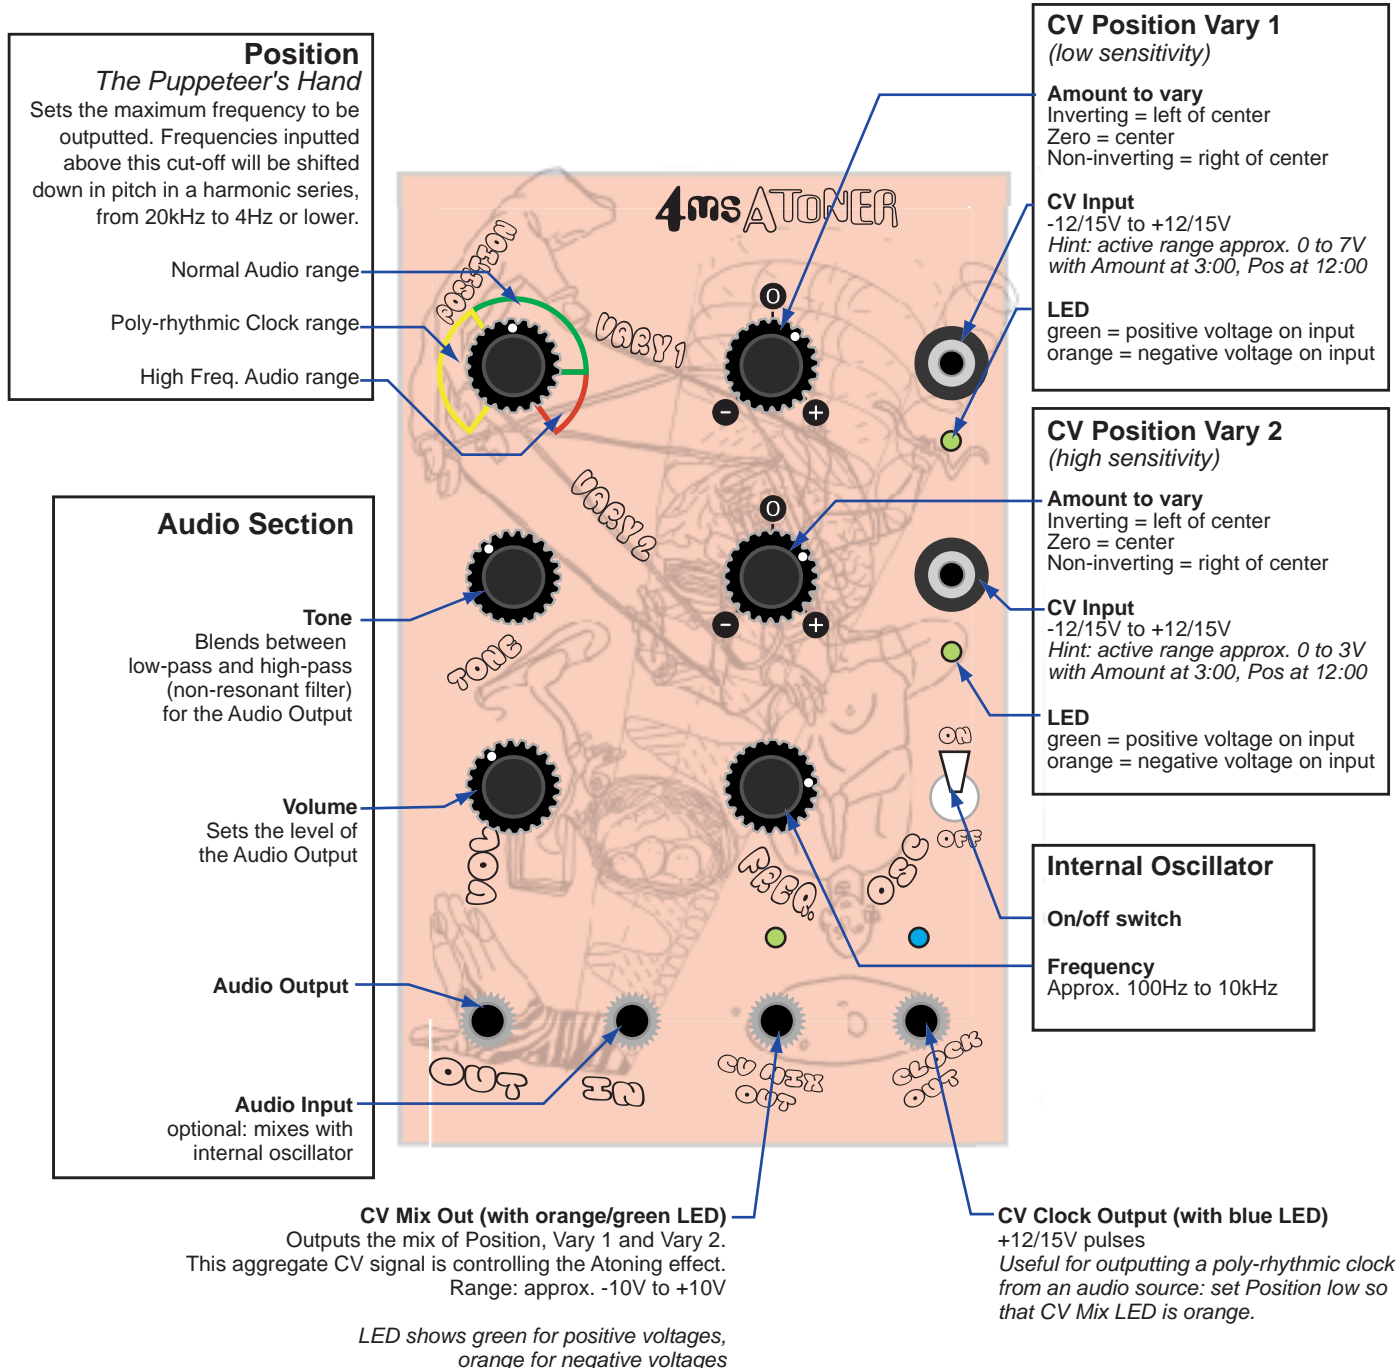 Position
The Puppeteer's Hand
Sets the maximum frequency to be
outputted. Frequencies inputted
above this cut-off will be shifted
down in pitch in a harmonic series,
from 20kHz to 4Hz or lower.
Normal Audio range
Poly-rhythmic Clock range
High Freq. Audio range
Audio Section
Tone
Blends between
low-pass and high-pass
(non-resonant filter)
for the Audio Output
Volume
Sets the level of
the Audio Output
Audio Output
Audio Input
optional: mixes with
internal oscillator
4ms ATONER
POSITION
VARY 1
0
- +
VARY 2
0
- +
TONE
VOL
FREQ.
OSC
ON
OFF
OUT
IN
CV MIX
OUT
CLOCK
OUT
CV Position Vary 1
(low sensitivity)
Amount to vary
Inverting = left of center
Zero = center
Non-inverting = right of center
CV Input
-12/15V to +12/15V
Hint: active range approx. 0 to 7V
with Amount at 3:00, Pos at 12:00
LED
green = positive voltage on input
orange = negative voltage on input
CV Position Vary 2
(high sensitivity)
Amount to vary
Inverting = left of center
Zero = center
Non-inverting = right of center
CV Input
-12/15V to +12/15V
Hint: active range approx. 0 to 3V
with Amount at 3:00, Pos at 12:00
LED
green = positive voltage on input
orange = negative voltage on input
Internal Oscillator
On/off switch
Frequency
Approx. 100Hz to 10kHz
CV Mix Out (with orange/green LED)
Outputs the mix of Position, Vary 1 and Vary 2.
This aggregate CV signal is controlling the Atoning effect.
Range: approx. -10V to +10V
LED shows green for positive voltages,
orange for negative voltages
CV Clock Output (with blue LED)
+12/15V pulses
Useful for outputting a poly-rhythmic clock
from an audio source: set Position low so
that CV Mix LED is orange.